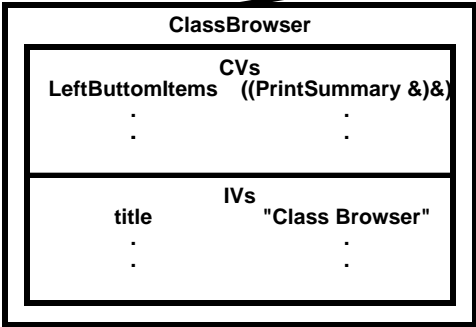 ClassBrowser
CVs
LeftButtomItems ((PrintSummary &)&)
. .
. .
IVs
title "Class Browser"
. .
. .